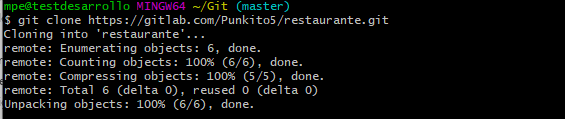 mpe@testdesarrollo MINGW64 ~/Git (master)
$ git clone https://gitlab.com/Punkito5/restaurante.git
Cloning into 'restaurante'...
remote: Enumerating objects: 6, done.
remote: Counting objects: 100% (6/6), done.
remote: Compressing objects: 100% (5/5), done.
remote: Total 6 (delta 0), reused 0 (delta 0)
Unpacking objects: 100% (6/6), done.